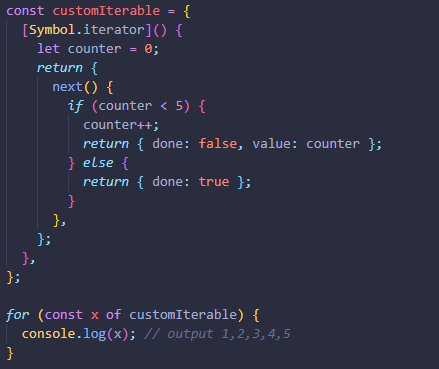 const customIterable = {
  [Symbol.iterator]() {
    let counter = 0;
    return {
      next() {
        if (counter < 5) {
          counter++;
          return { done: false, value: counter };
        } else {
          return { done: true };
        }
      },
    };
  },
};

for (const x of customIterable) {
  console.log(x); // output 1,2,3,4,5
}